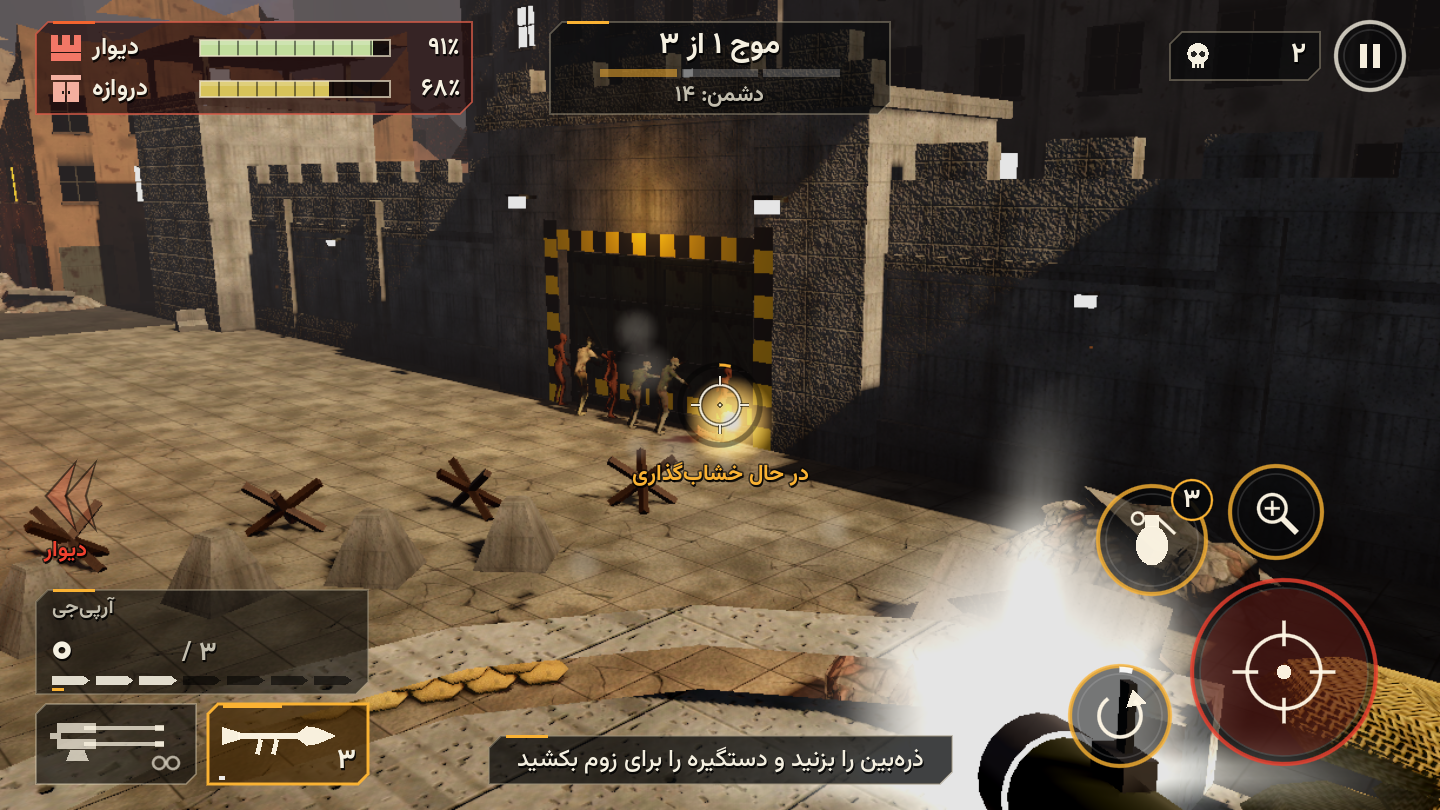 دیوار ۹۱٪
دروازه ۶۸٪
موج ۱ از ۳
دشمن: ۱۴
۲
در حال خشاب‌گذاری
دیوار
۳
آرپی‌جی
۰ / ۳
∞
۳
ذره‌بین را بزنید و دستگیره را برای زوم بکشید